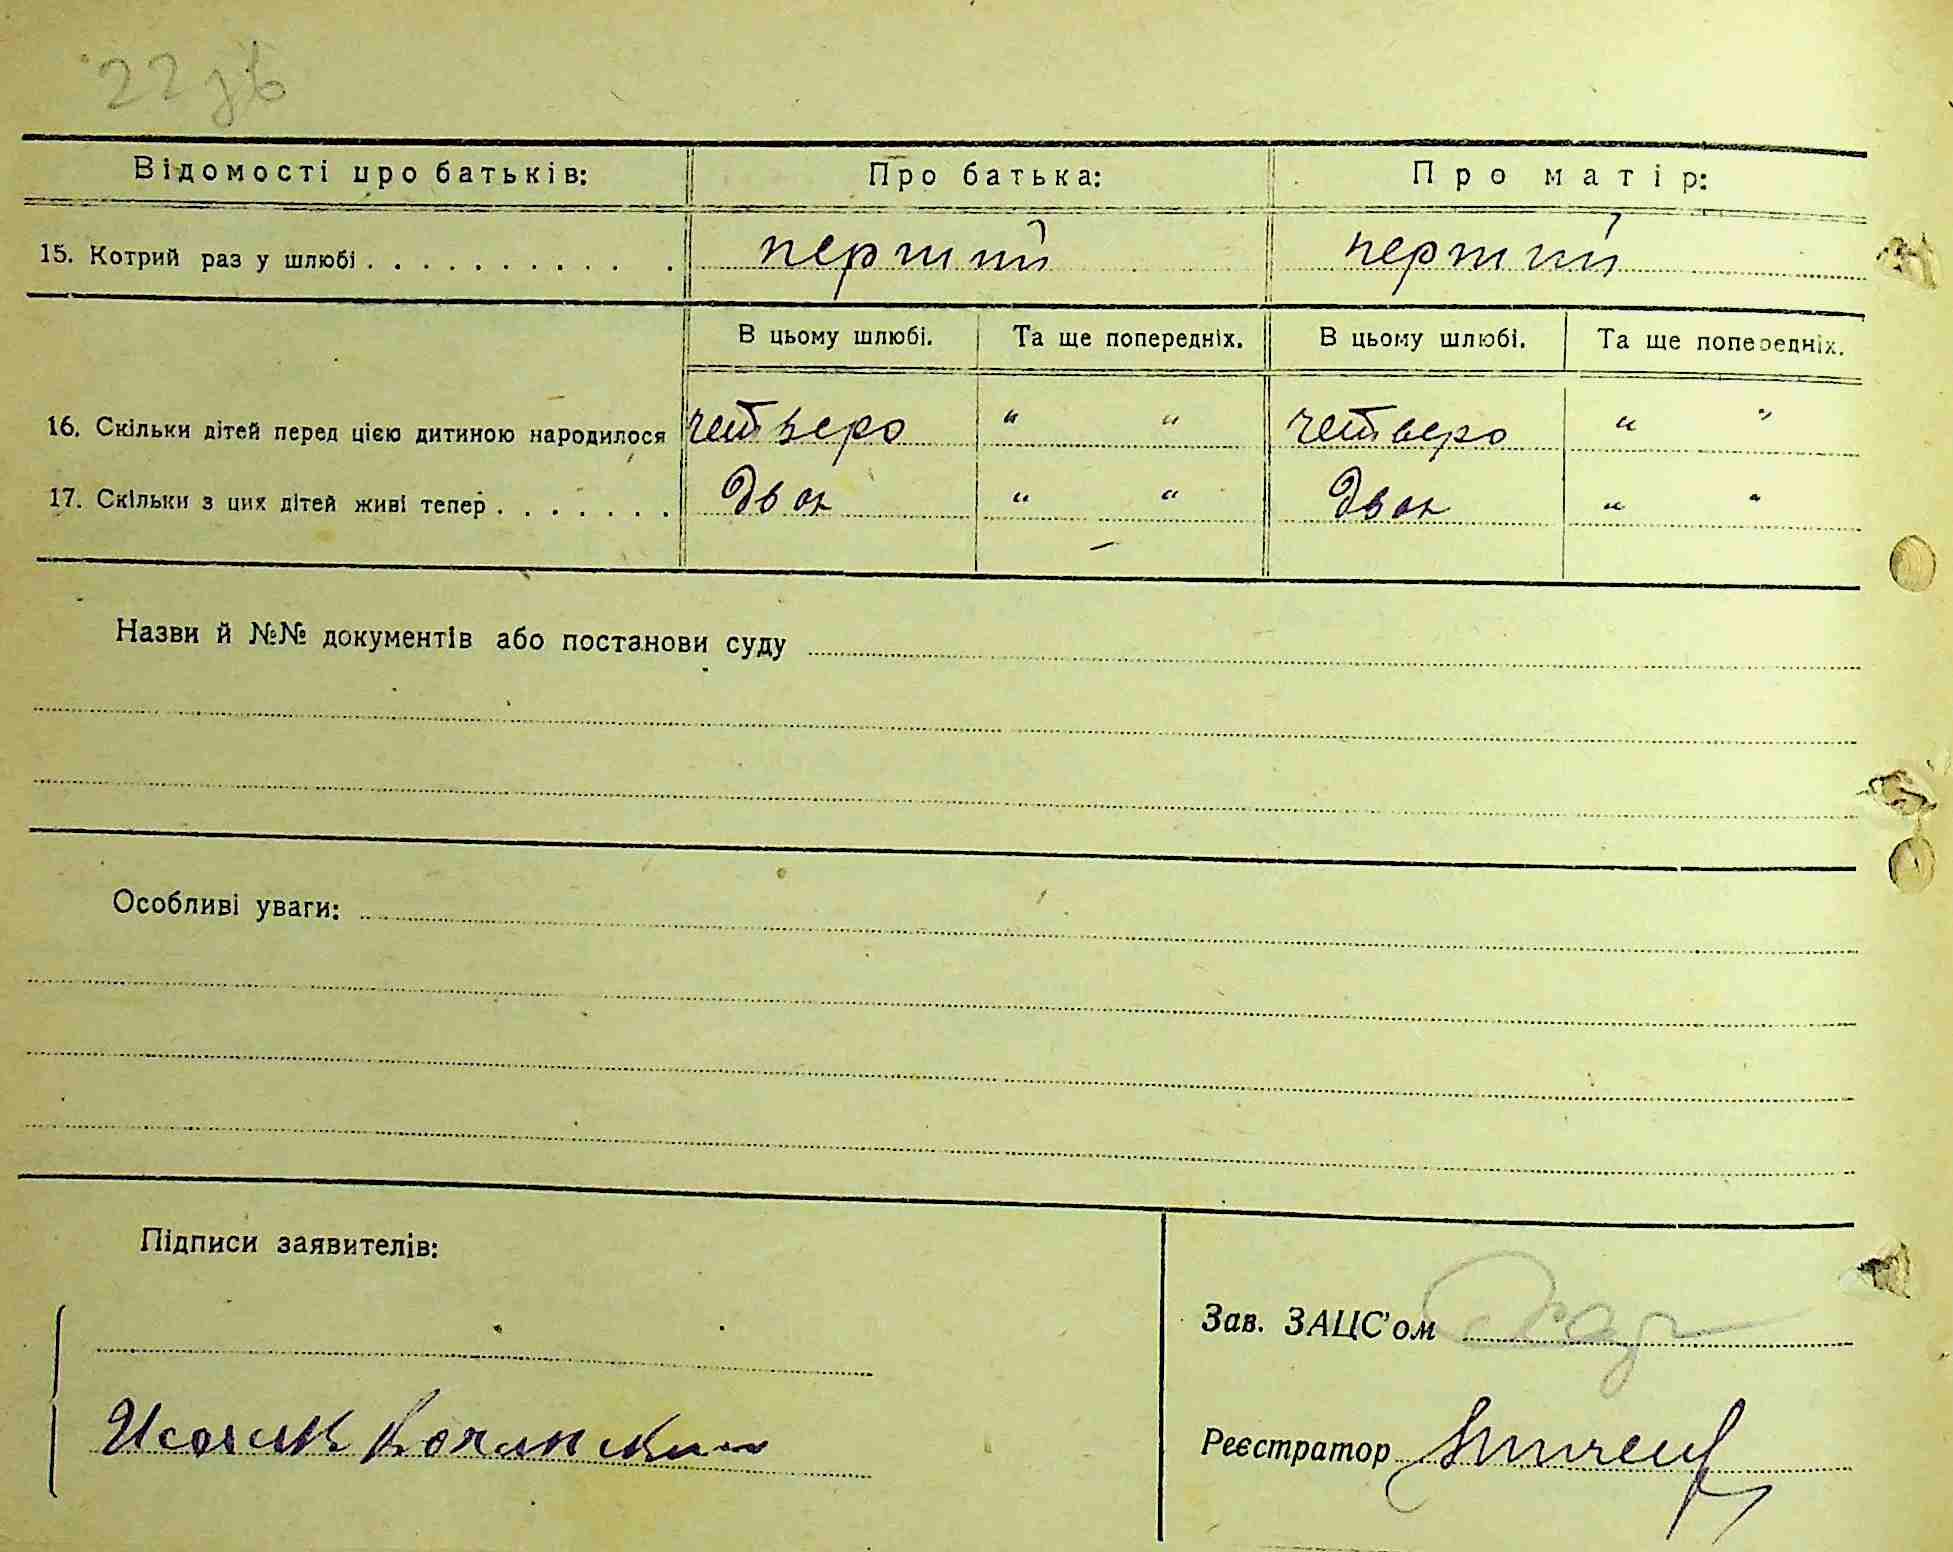 22 зв
Відомості про батьків: Про батька: Про матір:
15. Котрий раз у шлюбі . . . . . . . . . . . . перший перший
В цьому шлюбі. Та ще попередніх. В цьому шлюбі. Та ще попередніх.
16. Скільки дітей перед цією дитиною народилося четверо " " четверо " "
17. Скільки з цих дітей живі тепер . . . . . . . двох " " двох " "
Назви й №№ документів або постанови суду
Особливі уваги:
Підписи заявителів:
Зав. ЗАЦС'ом
Реєстратор